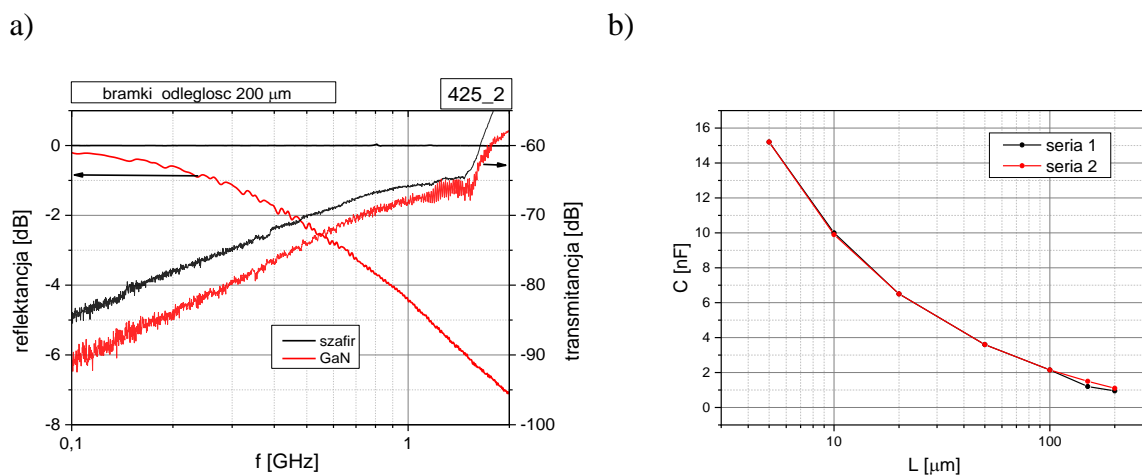 a)
b)
bramki odleglosc 200 μm
425_2
0
-2
-4
-6
-8
reflektancja [dB]
-60
-70
-80
-90
-100
transmitancja [dB]
szafir
GaN
0,1
1
f [GHz]
16
14
12
10
8
6
4
2
0
C [nF]
seria 1
seria 2
10
100
L [μm]